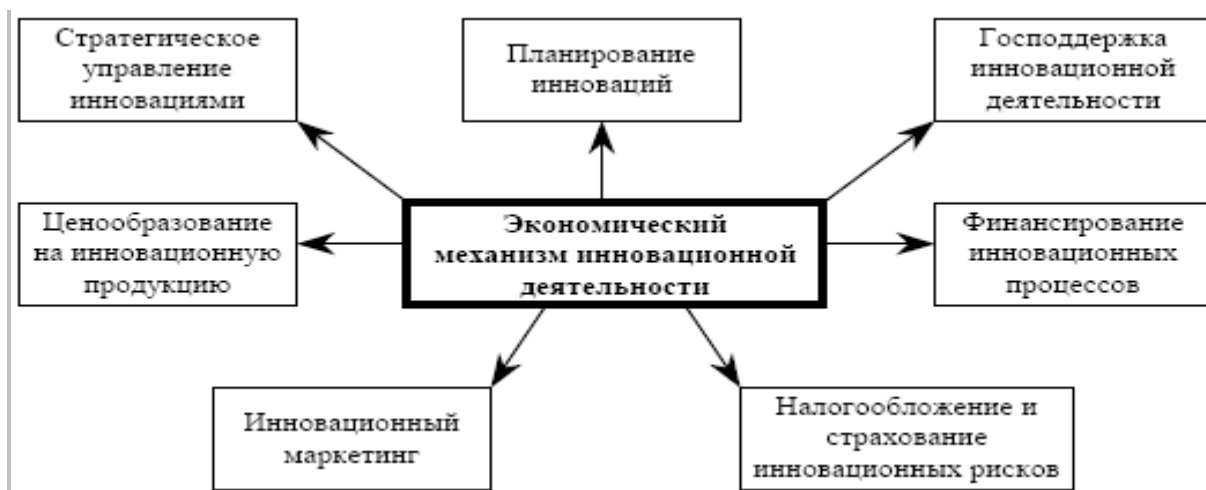 Стратегическое
управление
инновациями
Планирование
инноваций
Господдержка
инновационной
деятельности
Ценообразование
на инновационную
продукцию
Экономический
механизм инновационной
деятельности
Финансирование
инновационных
процессов
Инновационный
маркетинг
Налогообложение и
страхование
инновационных рисков